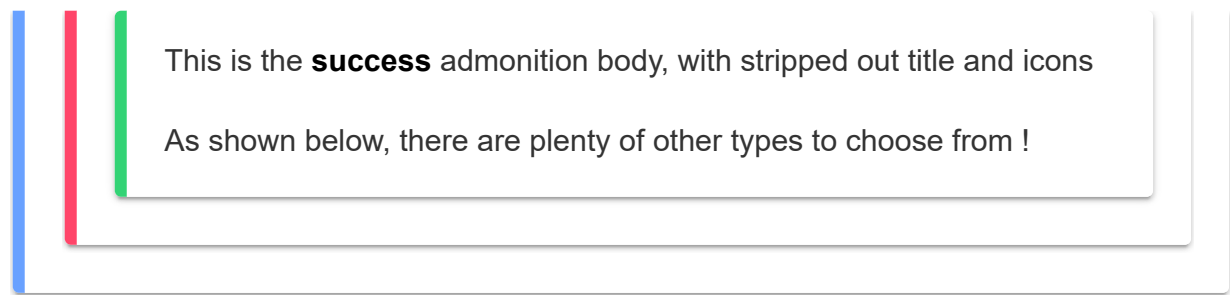 This is the success admonition body, with stripped out title and icons
As shown below, there are plenty of other types to choose from !